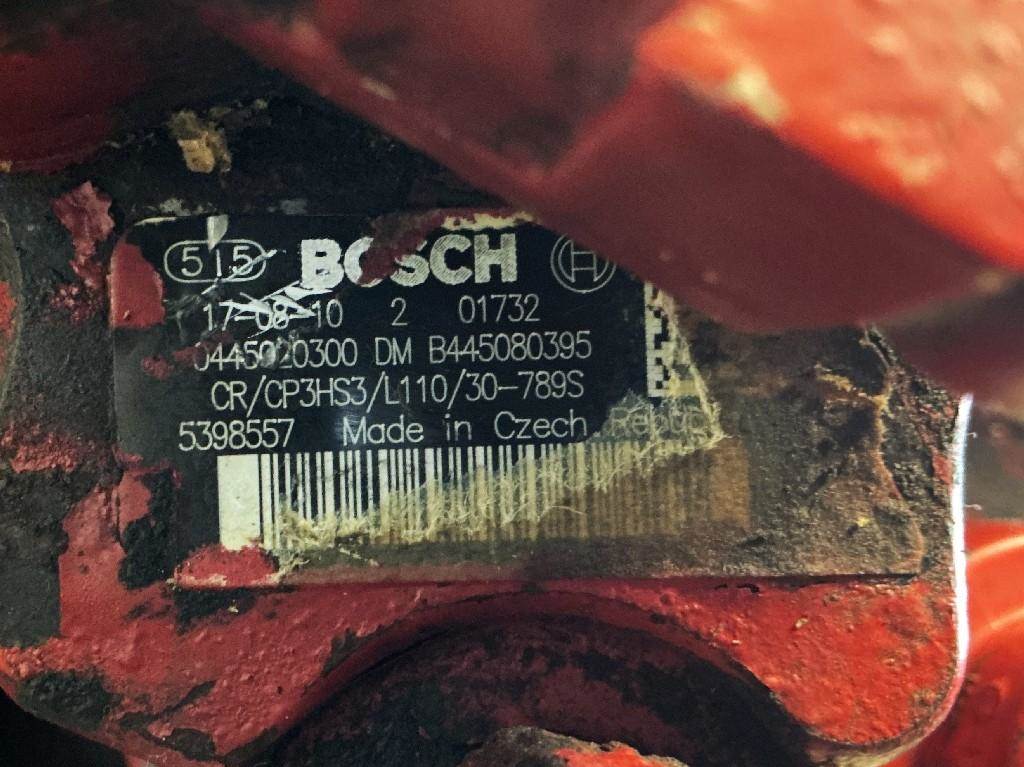 515 BOSCH
17-08-10 2 01732
0445020300 DM B445080395
CR/CP3HS3/L110/30-789S
5398557 Made in Czech Republic